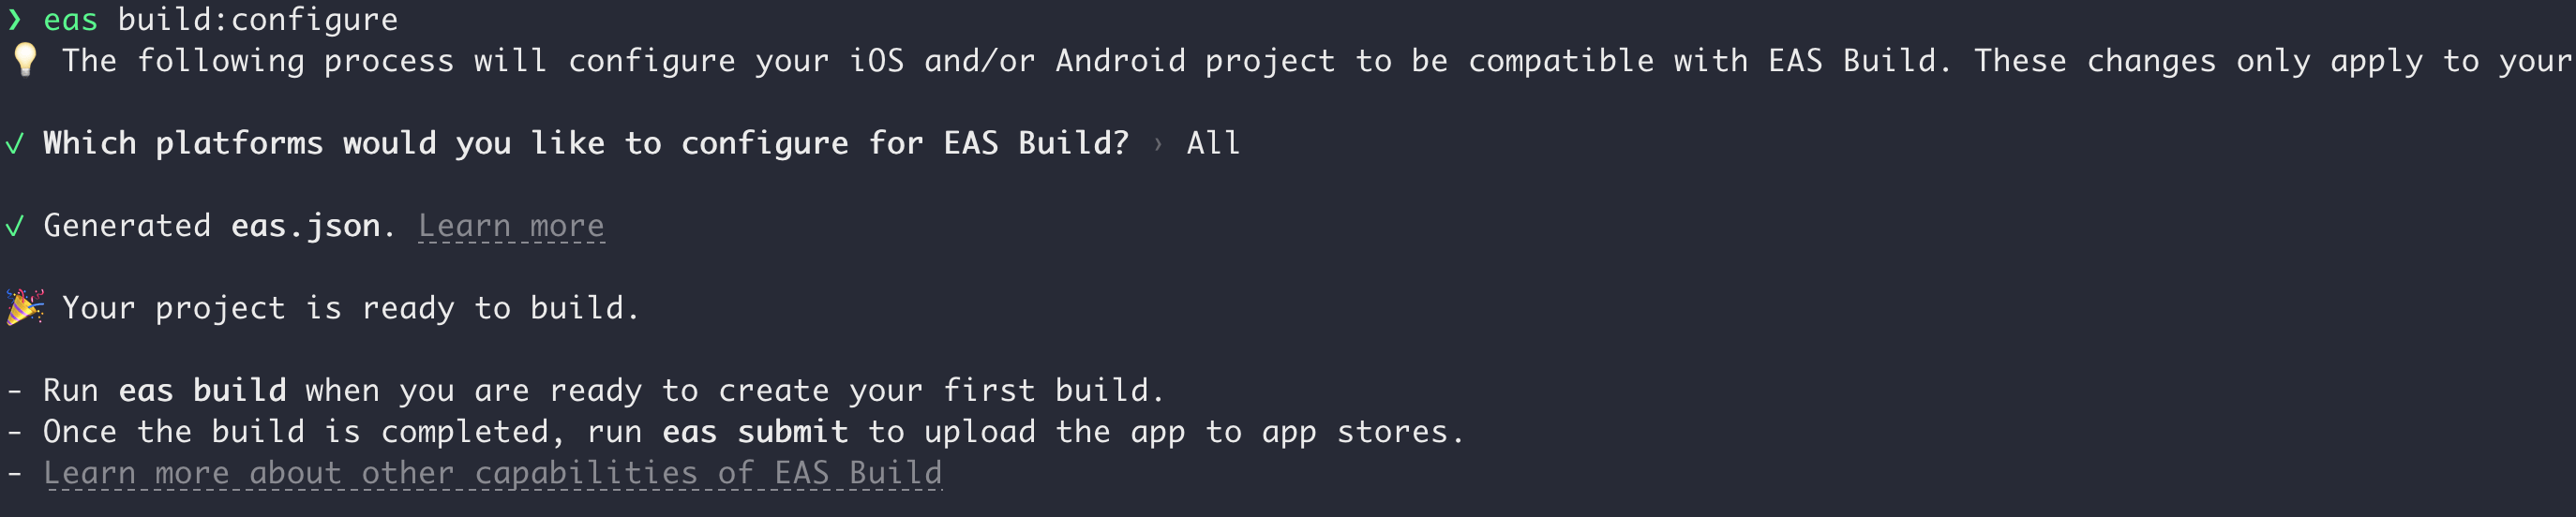 ❯ eas build:configure
💡 The following process will configure your iOS and/or Android project to be compatible with EAS Build. These changes only apply to your
✓ Which platforms would you like to configure for EAS Build? › All
✓ Generated eas.json. Learn more
🎉 Your project is ready to build.
- Run eas build when you are ready to create your first build.
- Once the build is completed, run eas submit to upload the app to app stores.
- Learn more about other capabilities of EAS Build